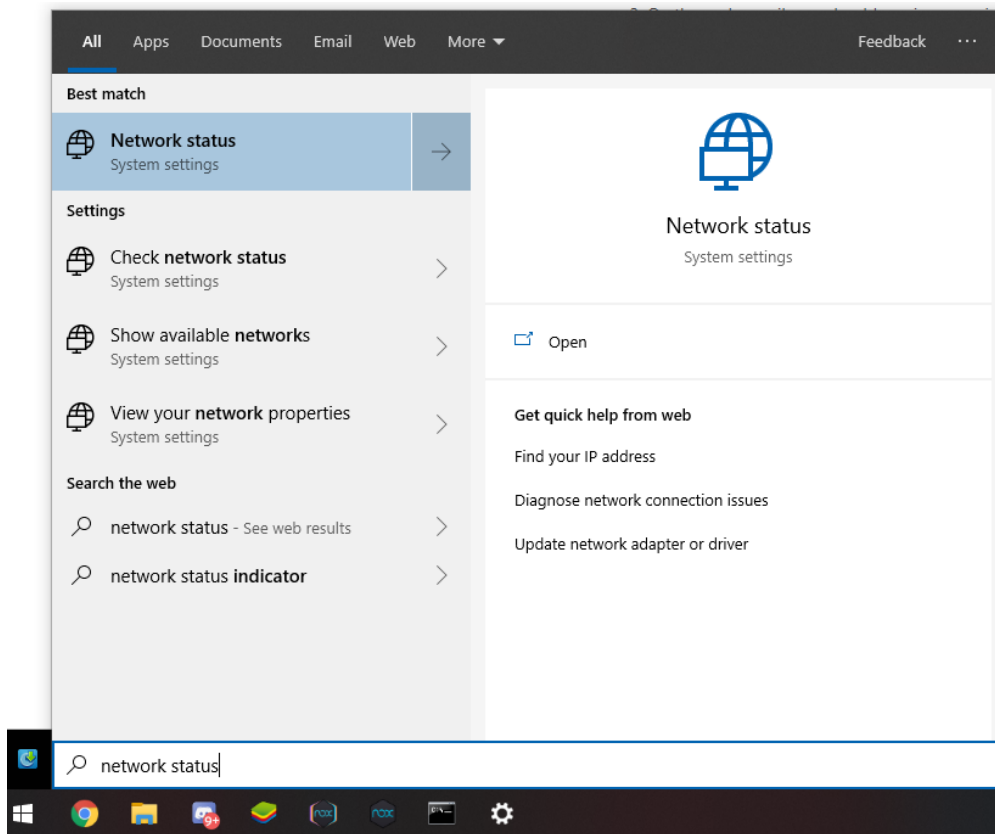 All Apps Documents Email Web More Feedback ...
Best match
Network status
System settings
Settings
Check network status
System settings
Show available networks
System settings
View your network properties
System settings
Search the web
network status - See web results
network status indicator
Network status
System settings
Open
Get quick help from web
Find your IP address
Diagnose network connection issues
Update network adapter or driver
network status
9+
nox
nox